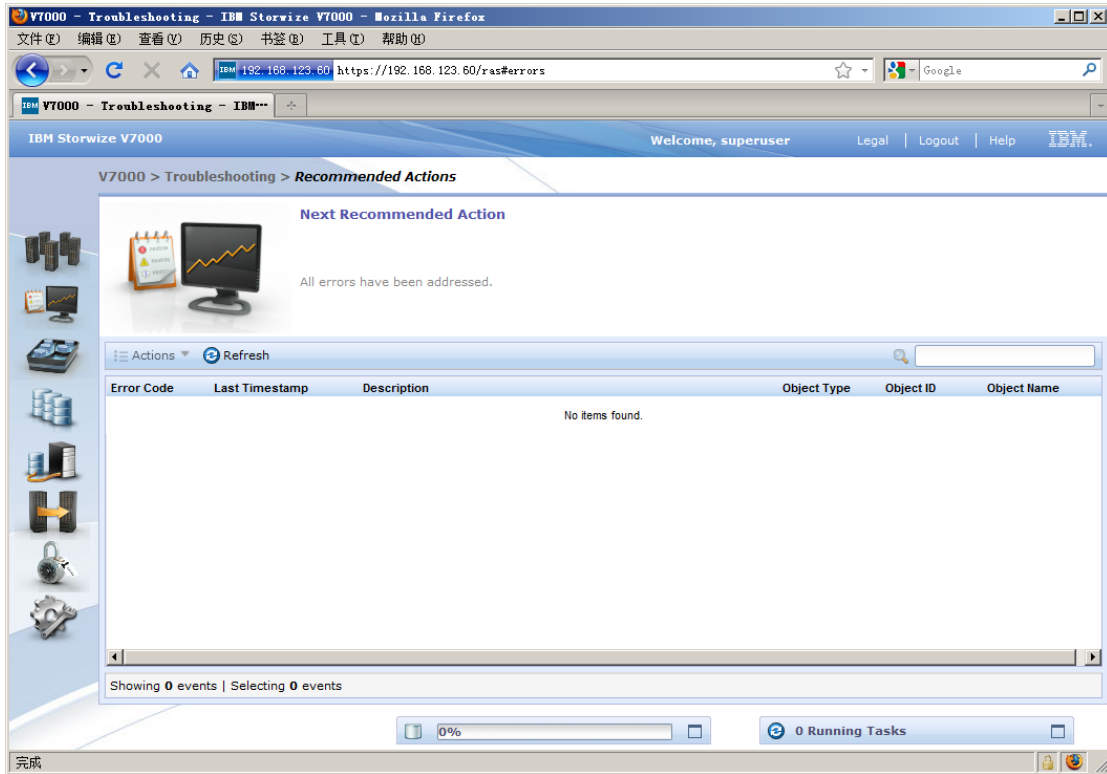 V7000 - Troubleshooting - IBM Storwize V7000 - Mozilla Firefox
文件(F) 编辑(E) 查看(V) 历史(S) 书签(B) 工具(T) 帮助(H)
IBM 192.168.123.60 https://192.168.123.60/ras#errors Google
IBM V7000 - Troubleshooting - IBM...
IBM Storwize V7000 Welcome, superuser Legal | Logout | Help IBM.
V7000 > Troubleshooting > Recommended Actions
Next Recommended Action
All errors have been addressed.
Actions Refresh
Error Code Last Timestamp Description Object Type Object ID Object Name
No items found.
Showing 0 events | Selecting 0 events
0% 0 Running Tasks
完成